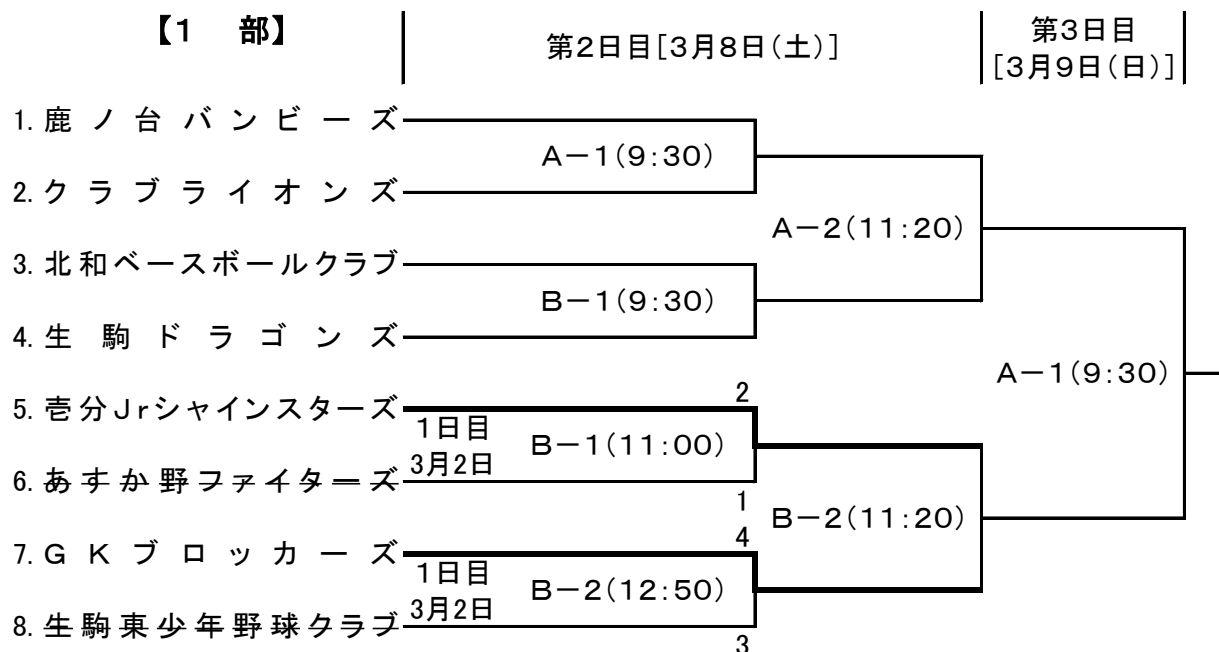 【1　部】
第2日目[3月8日(土)]
第3日目
[3月9日(日)]
1. 鹿ノ台バンビーズ
A－1(9:30)
2. クラブライオンズ
A－2(11:20)
3. 北和ベースボールクラブ
B－1(9:30)
4. 生駒ドラゴンズ
A－1(9:30)
5. 壱分Jrシャインスターズ
2
1日目
3月2日
B－1(11:00)
6. あすか野ファイターズ
1
B－2(11:20)
7. GKブロッカーズ
4
1日目
3月2日
B－2(12:50)
8. 生駒東少年野球クラブ
3